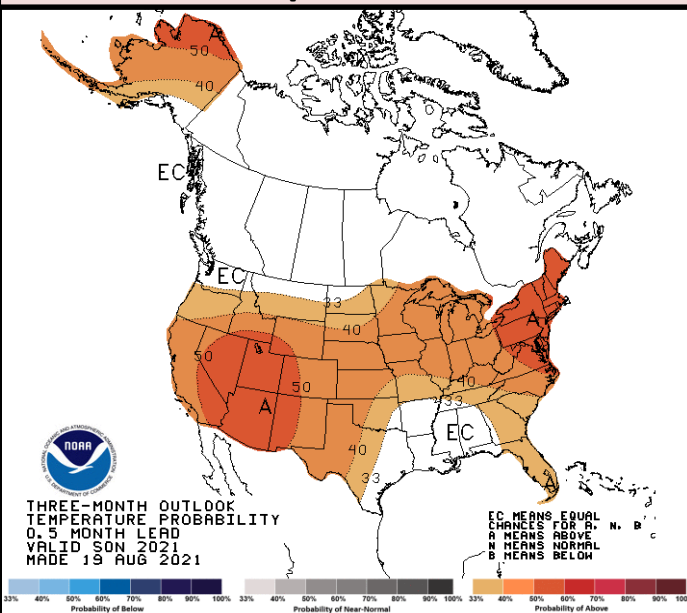 A
50
40
EC
EC
33
40
A
50
50
A
40
33
EC
40
33
A
NOAA
NATIONAL OCEANIC AND ATMOSPHERIC ADMINISTRATION
U.S. DEPARTMENT OF COMMERCE
THREE-MONTH OUTLOOK
TEMPERATURE PROBABILITY
0.5 MONTH LEAD
VALID SON 2021
MADE 19 AUG 2021
EC MEANS EQUAL
CHANCES FOR A, N, B
A MEANS ABOVE
N MEANS NORMAL
B MEANS BELOW
33% 40% 50% 60% 70% 80% 90% 100%
Probability of Below
33% 40% 50% 60% 70% 80% 90% 100%
Probability of Near-Normal
33% 40% 50% 60% 70% 80% 90% 100%
Probability of Above